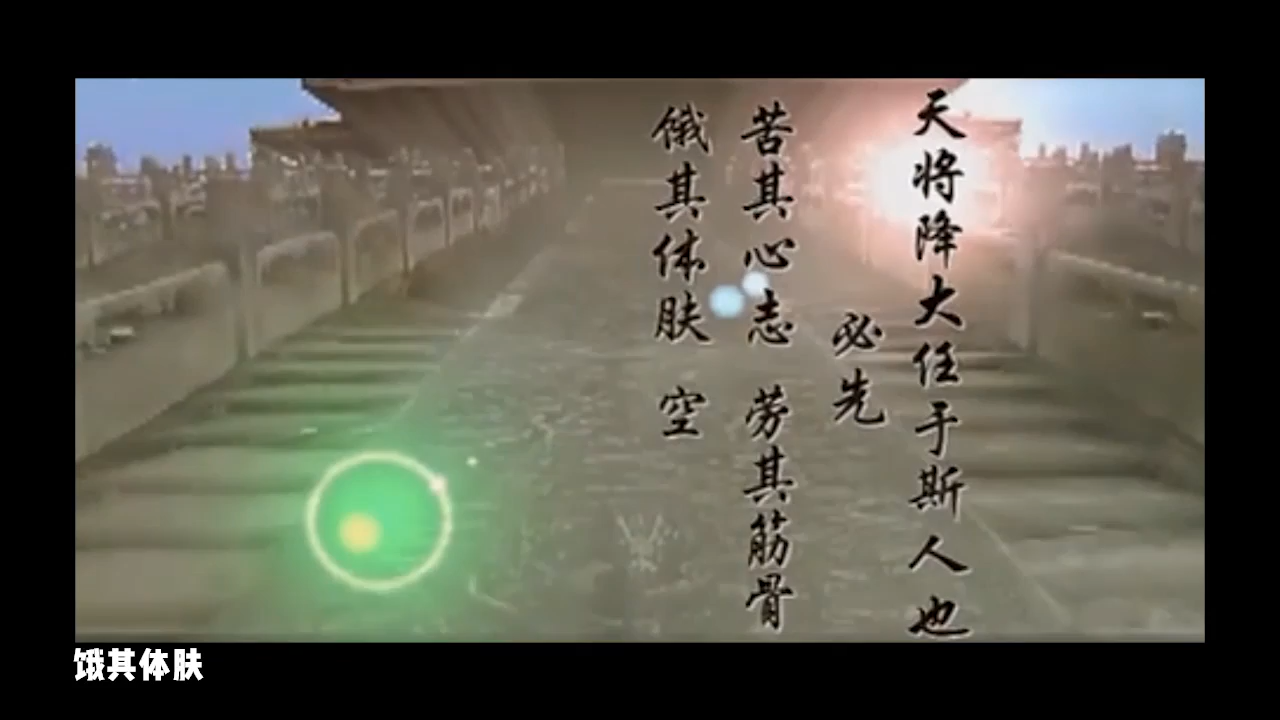 天将降大任于斯人也
必先
苦其心志 劳其筋骨
俄其体肤 空
饿其体肤